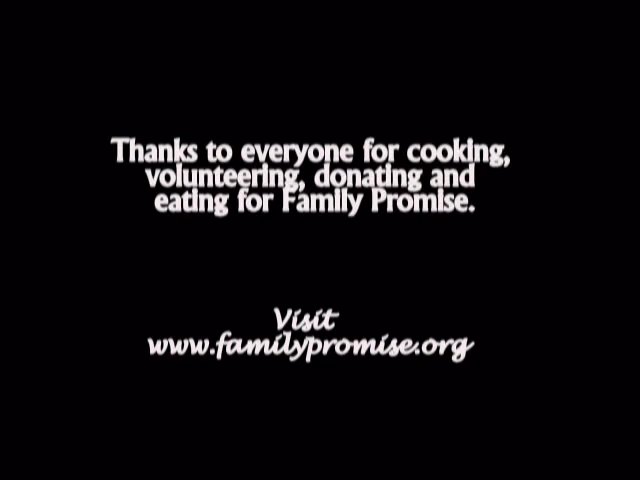 Thanks to everyone for cooking,
volunteering, donating and
eating for Family Promise.
Visit
www.familypromise.org